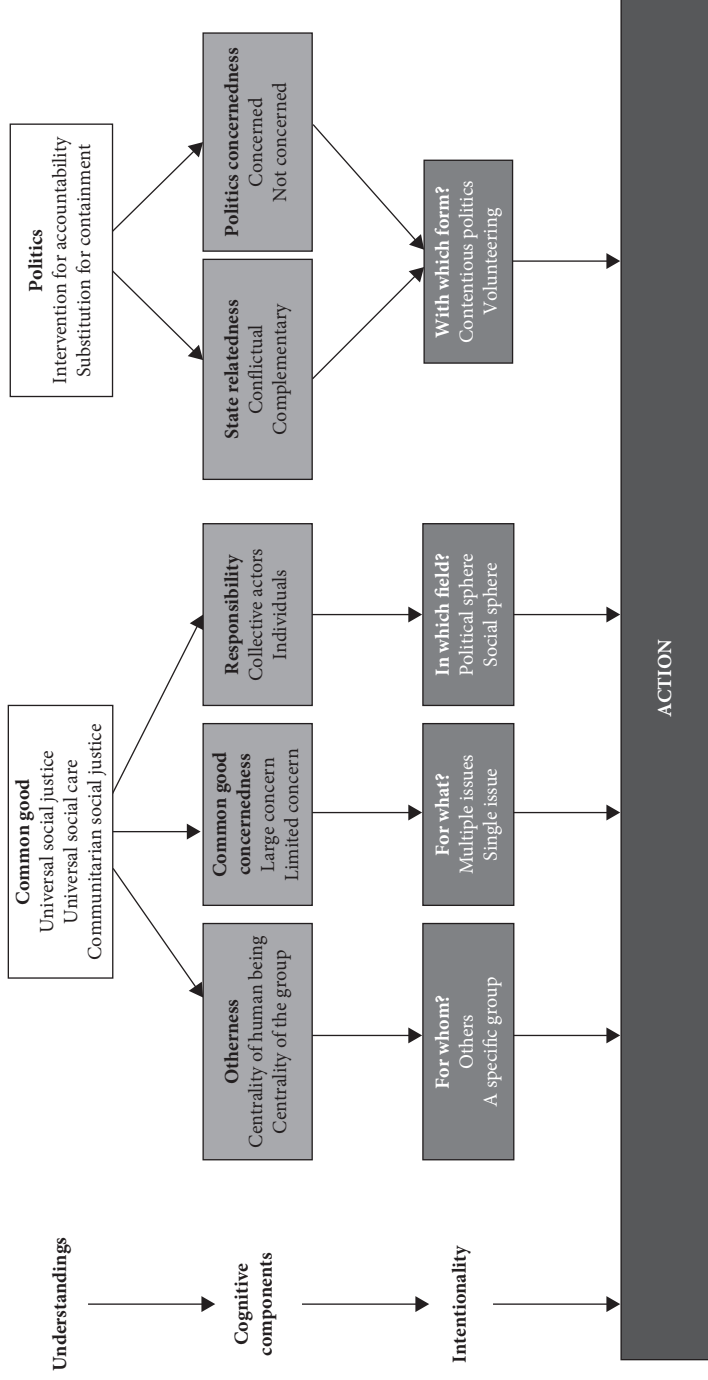 Understandings
Cognitive
components
Intentionality
Common good
Universal social justice
Universal social care
Communitarian social justice
Politics
Intervention for accountability
Substitution for containment
Otherness
Centrality of human being
Centrality of the group
Common good
concernedness
Large concern
Limited concern
Responsibility
Collective actors
Individuals
State relatedness
Conflictual
Complementary
Politics concernedness
Concerned
Not concerned
For whom?
Others
A specific group
For what?
Multiple issues
Single issue
In which field?
Political sphere
Social sphere
With which form?
Contentious politics
Volunteering
ACTION